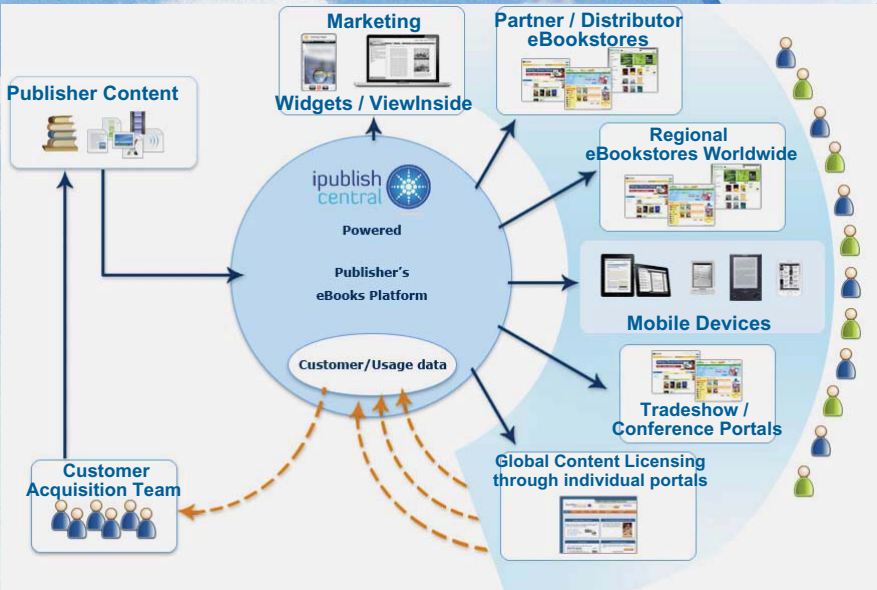 Marketing
Widgets / ViewInside
Partner / Distributor
eBookstores
Publisher Content
Regional
eBookstores Worldwide
ipublish
central
Powered
Publisher's
eBooks Platform
Mobile Devices
Customer/Usage data
Tradeshow /
Conference Portals
Customer
Acquisition Team
Global Content Licensing
through individual portals